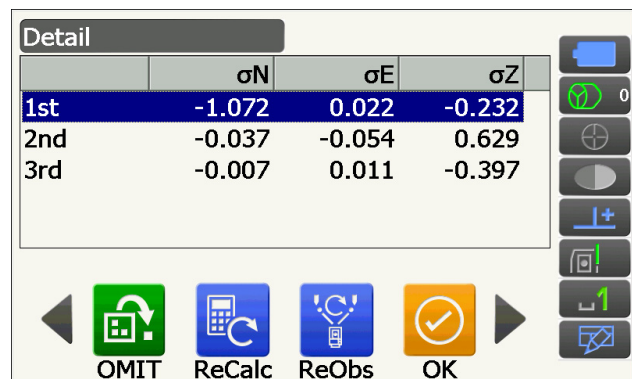 Detail
σN σE σZ
1st -1.072 0.022 -0.232
2nd -0.037 -0.054 0.629
3rd -0.007 0.011 -0.397
0
1
OMIT ReCalc ReObs OK